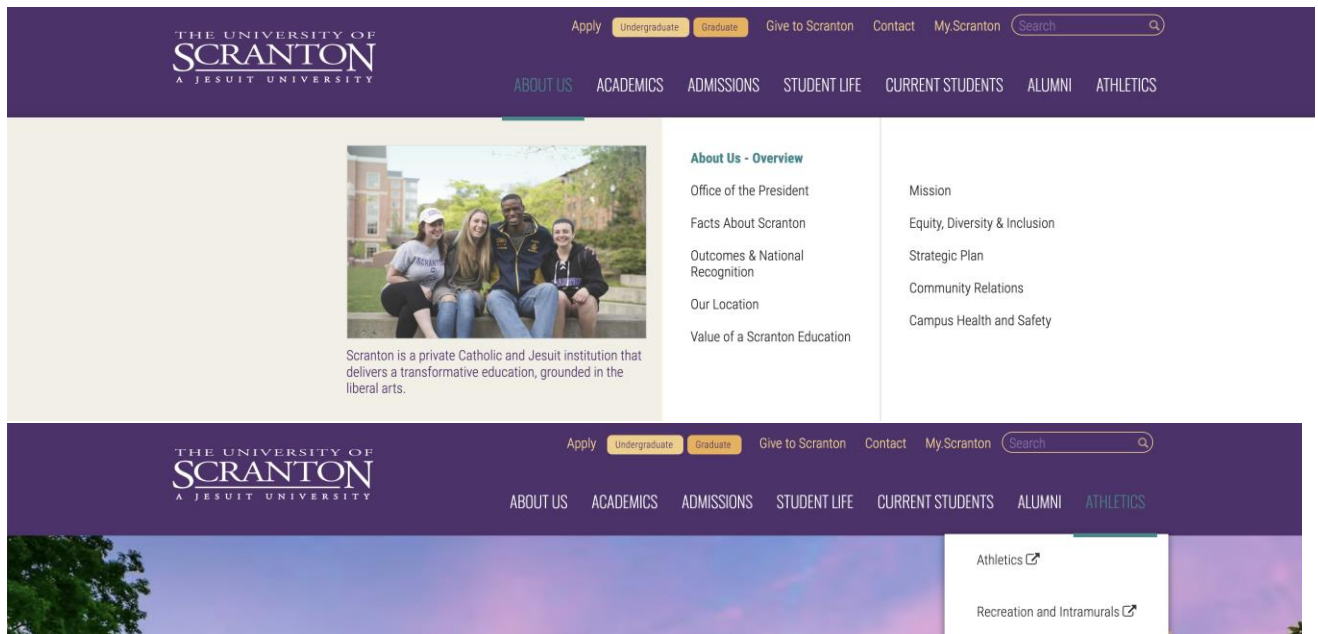 THE UNIVERSITY OF
SCRANTON
A JESUIT UNIVERSITY
Apply Undergraduate Graduate Give to Scranton Contact My.Scranton Search
ABOUT US ACADEMICS ADMISSIONS STUDENT LIFE CURRENT STUDENTS ALUMNI ATHLETICS
Scranton is a private Catholic and Jesuit institution that
delivers a transformative education, grounded in the
liberal arts.
About Us - Overview
Office of the President
Facts About Scranton
Outcomes & National
Recognition
Our Location
Value of a Scranton Education
Mission
Equity, Diversity & Inclusion
Strategic Plan
Community Relations
Campus Health and Safety
THE UNIVERSITY OF
SCRANTON
A JESUIT UNIVERSITY
Apply Undergraduate Graduate Give to Scranton Contact My.Scranton Search
ABOUT US ACADEMICS ADMISSIONS STUDENT LIFE CURRENT STUDENTS ALUMNI ATHLETICS
Athletics
Recreation and Intramurals